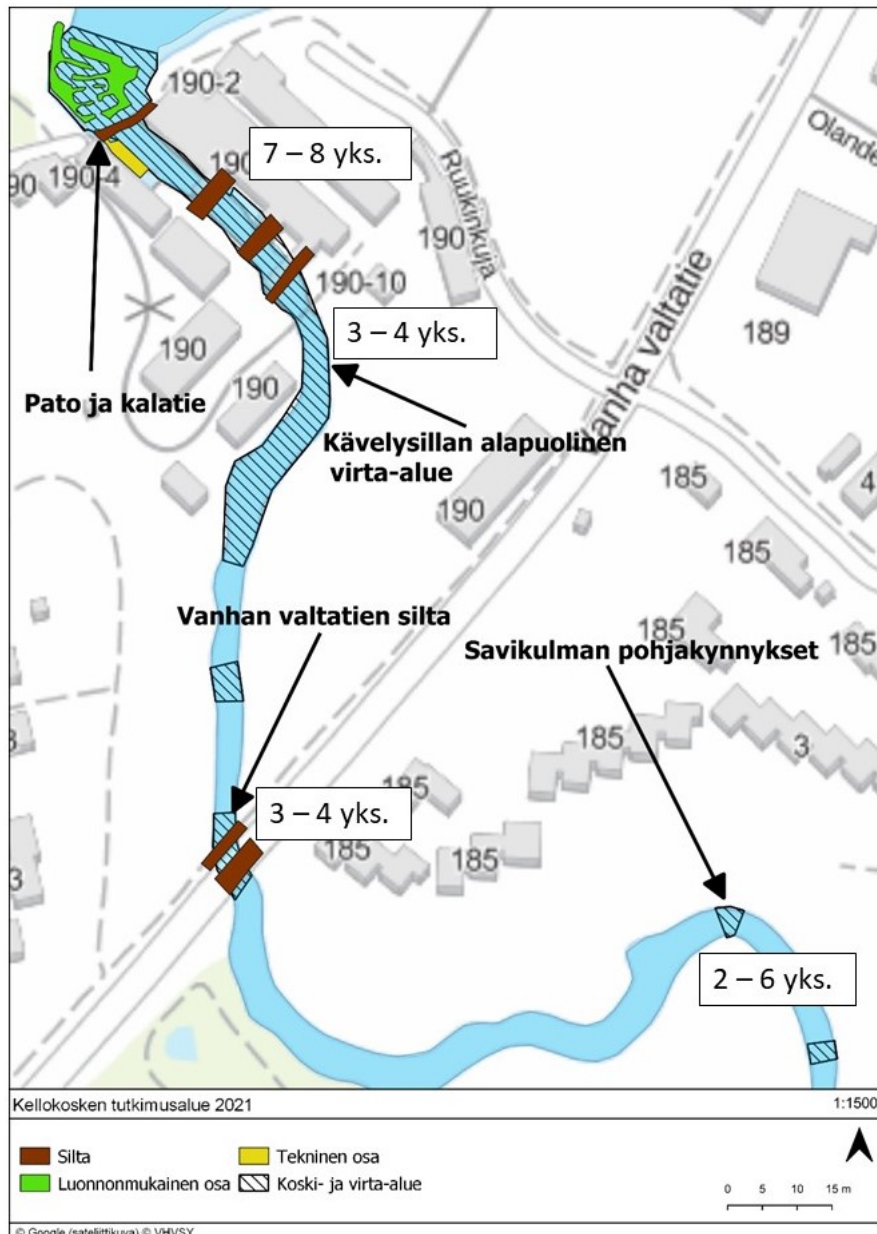 190-2
Olande
7 – 8 yks.
90
190-4
190
Ruukinkuja
190
190-10
3 – 4 yks.
189
190
Pato ja kalatie
190
Vanha valtatie
Kävelysillan alapuolinen
virta-alue
185
4
190
185
Vanhan valtatien silta
185
185
Savikulman pohjakynnykset
185
3
3
185
3 – 4 yks.
185
185
3
2 – 6 yks.
Kellokosken tutkimusalue 2021
1:1500
Silta
Tekninen osa
Luonnonmukainen osa
Koski- ja virta-alue
0 5 10 15 m
© Google (sateliittikuva) © VHVSY